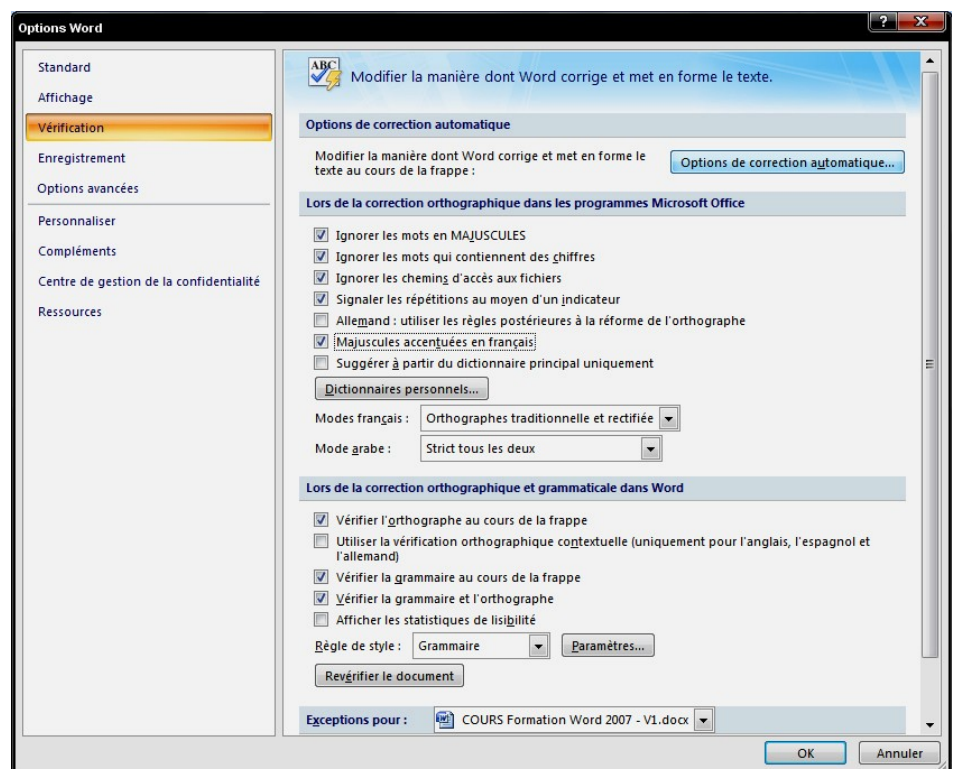 Options Word
Standard
Affichage
Vérification
Enregistrement
Options avancées
Personnaliser
Compléments
Centre de gestion de la confidentialité
Ressources
ABC
Modifier la manière dont Word corrige et met en forme le texte.
Options de correction automatique
Modifier la manière dont Word corrige et met en forme le
texte au cours de la frappe :
Options de correction automatique...
Lors de la correction orthographique dans les programmes Microsoft Office
Ignorer les mots en MAJUSCULES
Ignorer les mots qui contiennent des chiffres
Ignorer les chemins d'accès aux fichiers
Signaler les répétitions au moyen d'un indicateur
Allemand : utiliser les règles postérieures à la réforme de l'orthographe
Majuscules accentuées en français
Suggérer à partir du dictionnaire principal uniquement
Dictionnaires personnels...
Modes français : Orthographes traditionnelle et rectifiée
Mode arabe : Strict tous les deux
Lors de la correction orthographique et grammaticale dans Word
Vérifier l'orthographe au cours de la frappe
Utiliser la vérification orthographique contextuelle (uniquement pour l'anglais, l'espagnol et
l'allemand)
Vérifier la grammaire au cours de la frappe
Vérifier la grammaire et l'orthographe
Afficher les statistiques de lisibilité
Règle de style : Grammaire Paramètres...
Revérifier le document
Exceptions pour : COURS Formation Word 2007 - V1.docx
OK Annuler